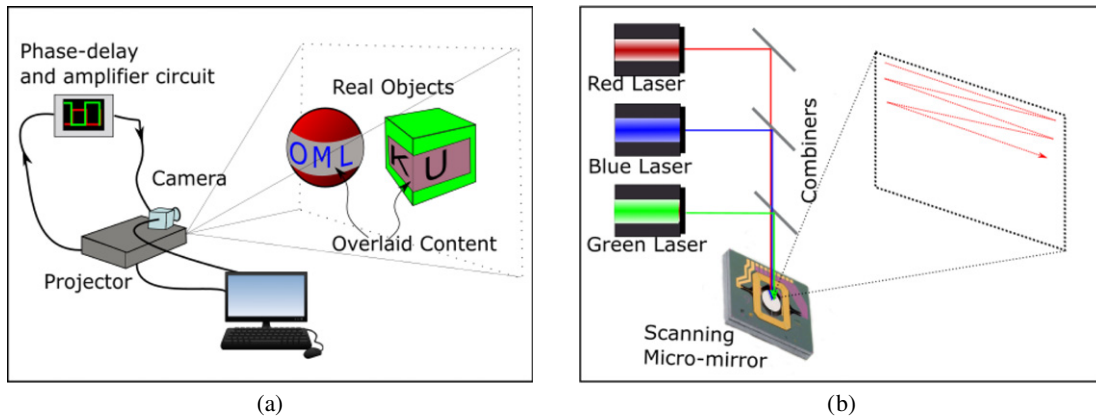 Phase-delay
and amplifier circuit
Real Objects
OML
KU
Camera
Overlaid Content
Projector
(a)
Red Laser
Blue Laser
Combiners
Green Laser
Scanning
Micro-mirror
(b)